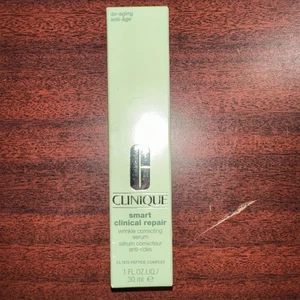 de-aging
anti-âge
C
CLINIQUE
smart
clinical repair
wrinkle correcting
serum
sérum correcteur
anti-rides
1 FL.OZ.LIQ./
30 ml ℮